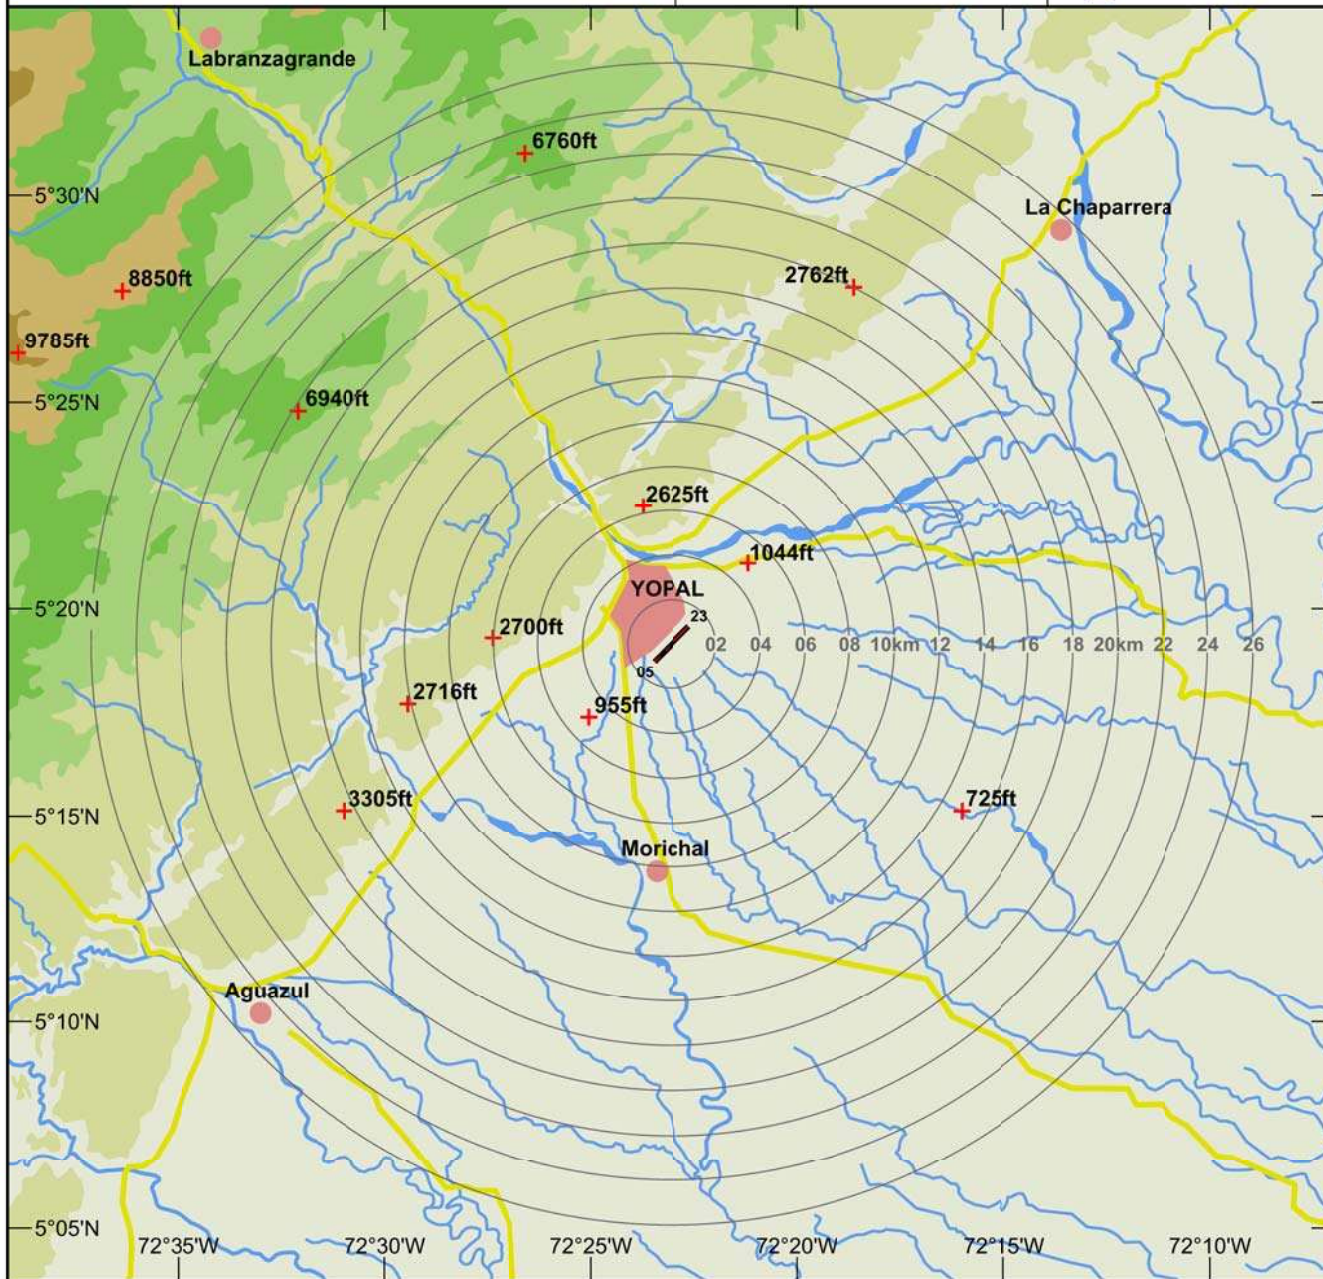 Labranzagrande
6760ft
5°30'N
La Chaparrera
8850ft
2762ft
9785ft
5°25'N
6940ft
2625ft
1044ft
YOPAL
5°20'N
23
2700ft
02 04 06 08 10km 12 14 16 18 20km 22 24 26
05
2716ft
955ft
3305ft
725ft
5°15'N
Morichal
Aguazul
5°10'N
5°05'N
72°35'W 72°30'W 72°25'W 72°20'W 72°15'W 72°10'W